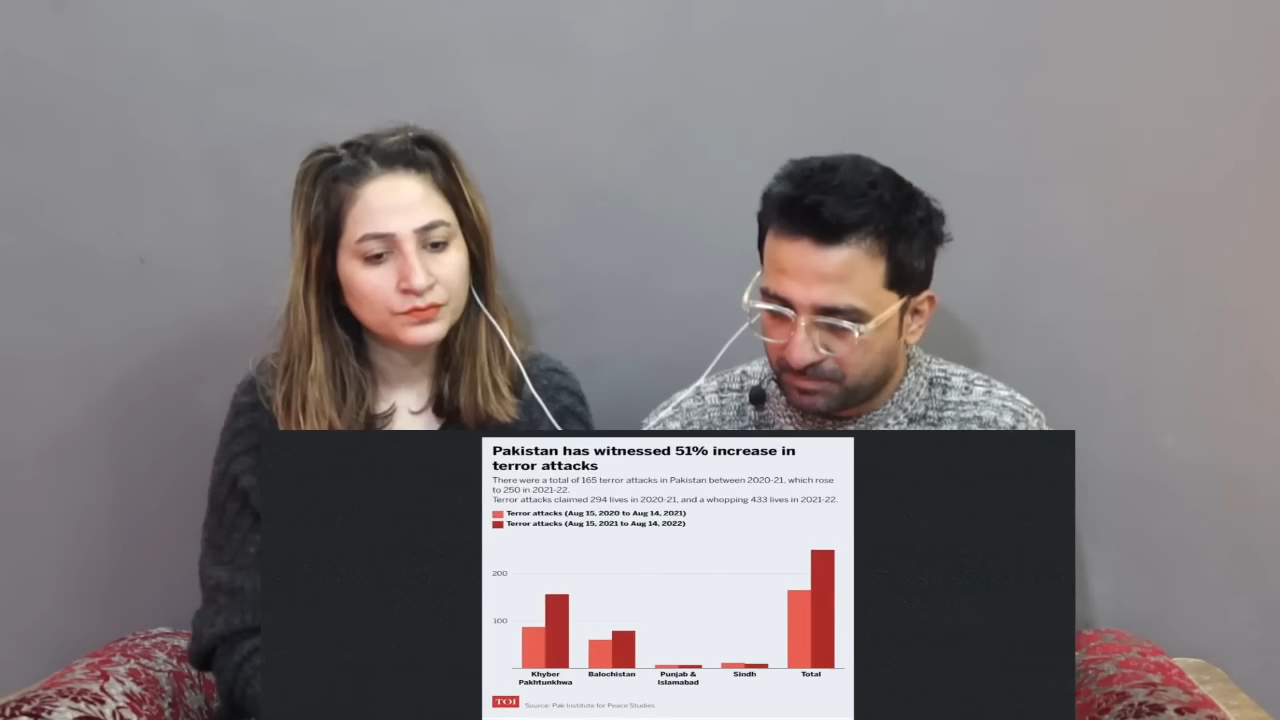 Pakistan has witnessed 51% increase in
terror attacks
There were a total of 165 terror attacks in Pakistan between 2020-21, which rose
to 250 in 2021-22.
Terror attacks claimed 294 lives in 2020-21, and a whopping 433 lives in 2021-22.
Terror attacks (Aug 15, 2020 to Aug 14, 2021)
Terror attacks (Aug 15, 2021 to Aug 14, 2022)
200
100
Khyber Pakhtunkhwa
Balochistan
Punjab & Islamabad
Sindh
Total
TOI
Source: Pak Institute for Peace Studies